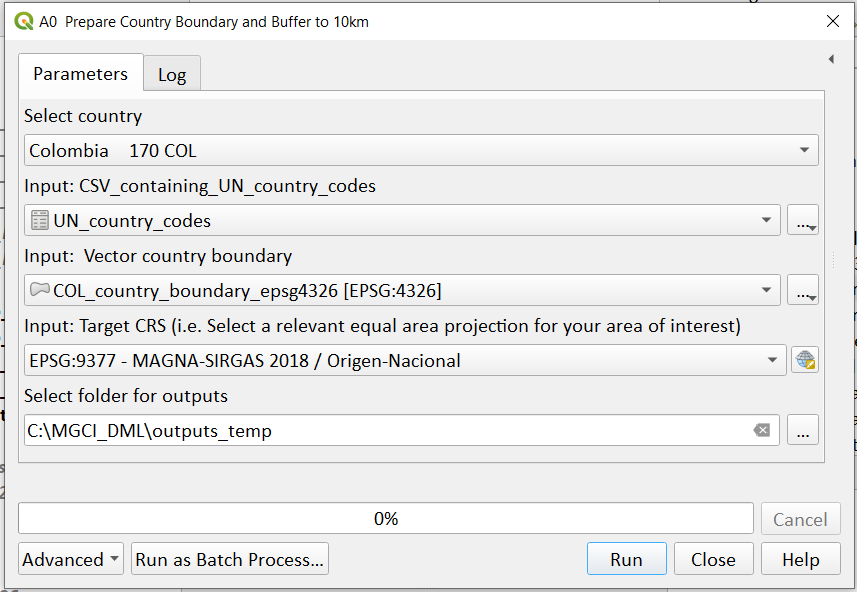 A0 Prepare Country Boundary and Buffer to 10km
Parameters
Log
Select country
Colombia 170 COL
Input: CSV_containing_UN_country_codes
UN_country_codes
...
Input: Vector country boundary
COL_country_boundary_epsg4326 [EPSG:4326]
...
Input: Target CRS (i.e. Select a relevant equal area projection for your area of interest)
EPSG:9377 - MAGNA-SIRGAS 2018 / Origen-Nacional
Select folder for outputs
C:\MGCI_DML\outputs_temp
...
0%
Cancel
Advanced
Run as Batch Process...
Run
Close
Help